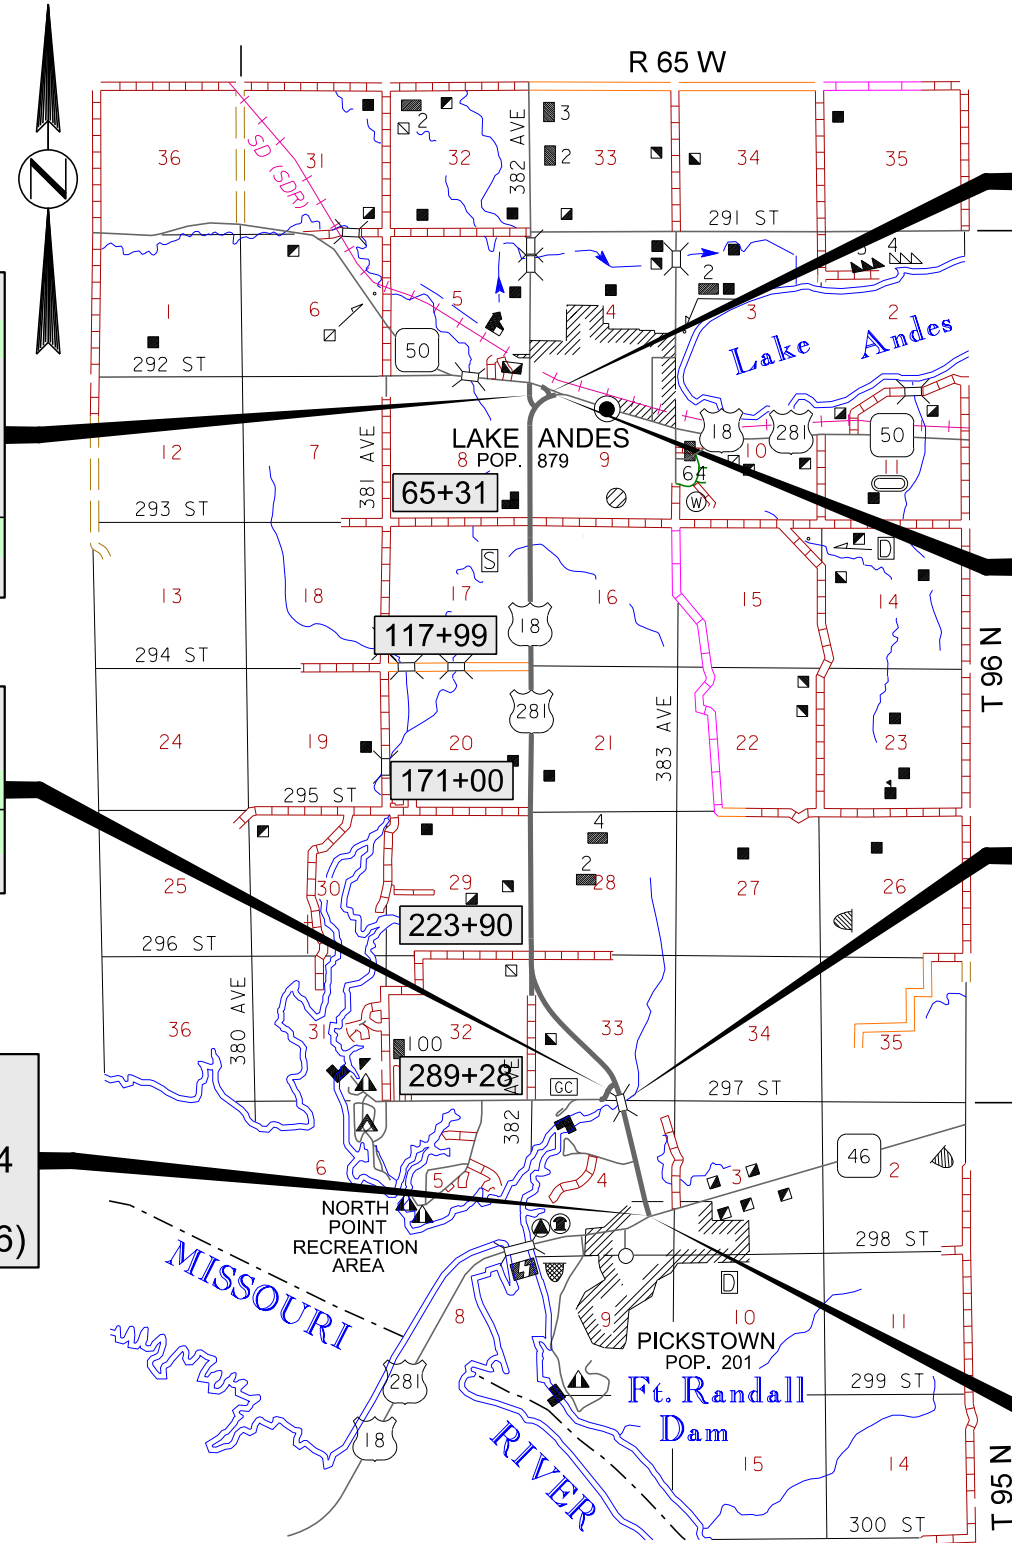 R 65 W
N
36
31
32
33
34
35
SD (SDR)
2
3
2
382 AVE
291 ST
1
6
5
4
3
2
2
4
50
292 ST
Lake Andes
12
7
8
9
10
381 AVE
LAKE ANDES
POP. 879
18
281
50
64
65+31
293 ST
W
S
D
13
18
17
16
15
14
18
117+99
294 ST
T 96 N
281
24
19
20
21
22
23
383 AVE
171+00
295 ST
4
2
25
30
29
28
27
26
223+90
296 ST
380 AVE
36
31
32
33
34
35
100
289+28
GC
297 ST
382 AVE
6
5
4
3
2
46
4
6)
NORTH
POINT
RECREATION
AREA
298 ST
MISSOURI
8
9
10
11
D
PICKSTOWN
POP. 201
281
18
Ft. Randall
Dam
299 ST
RIVER
15
14
T 95 N
300 ST